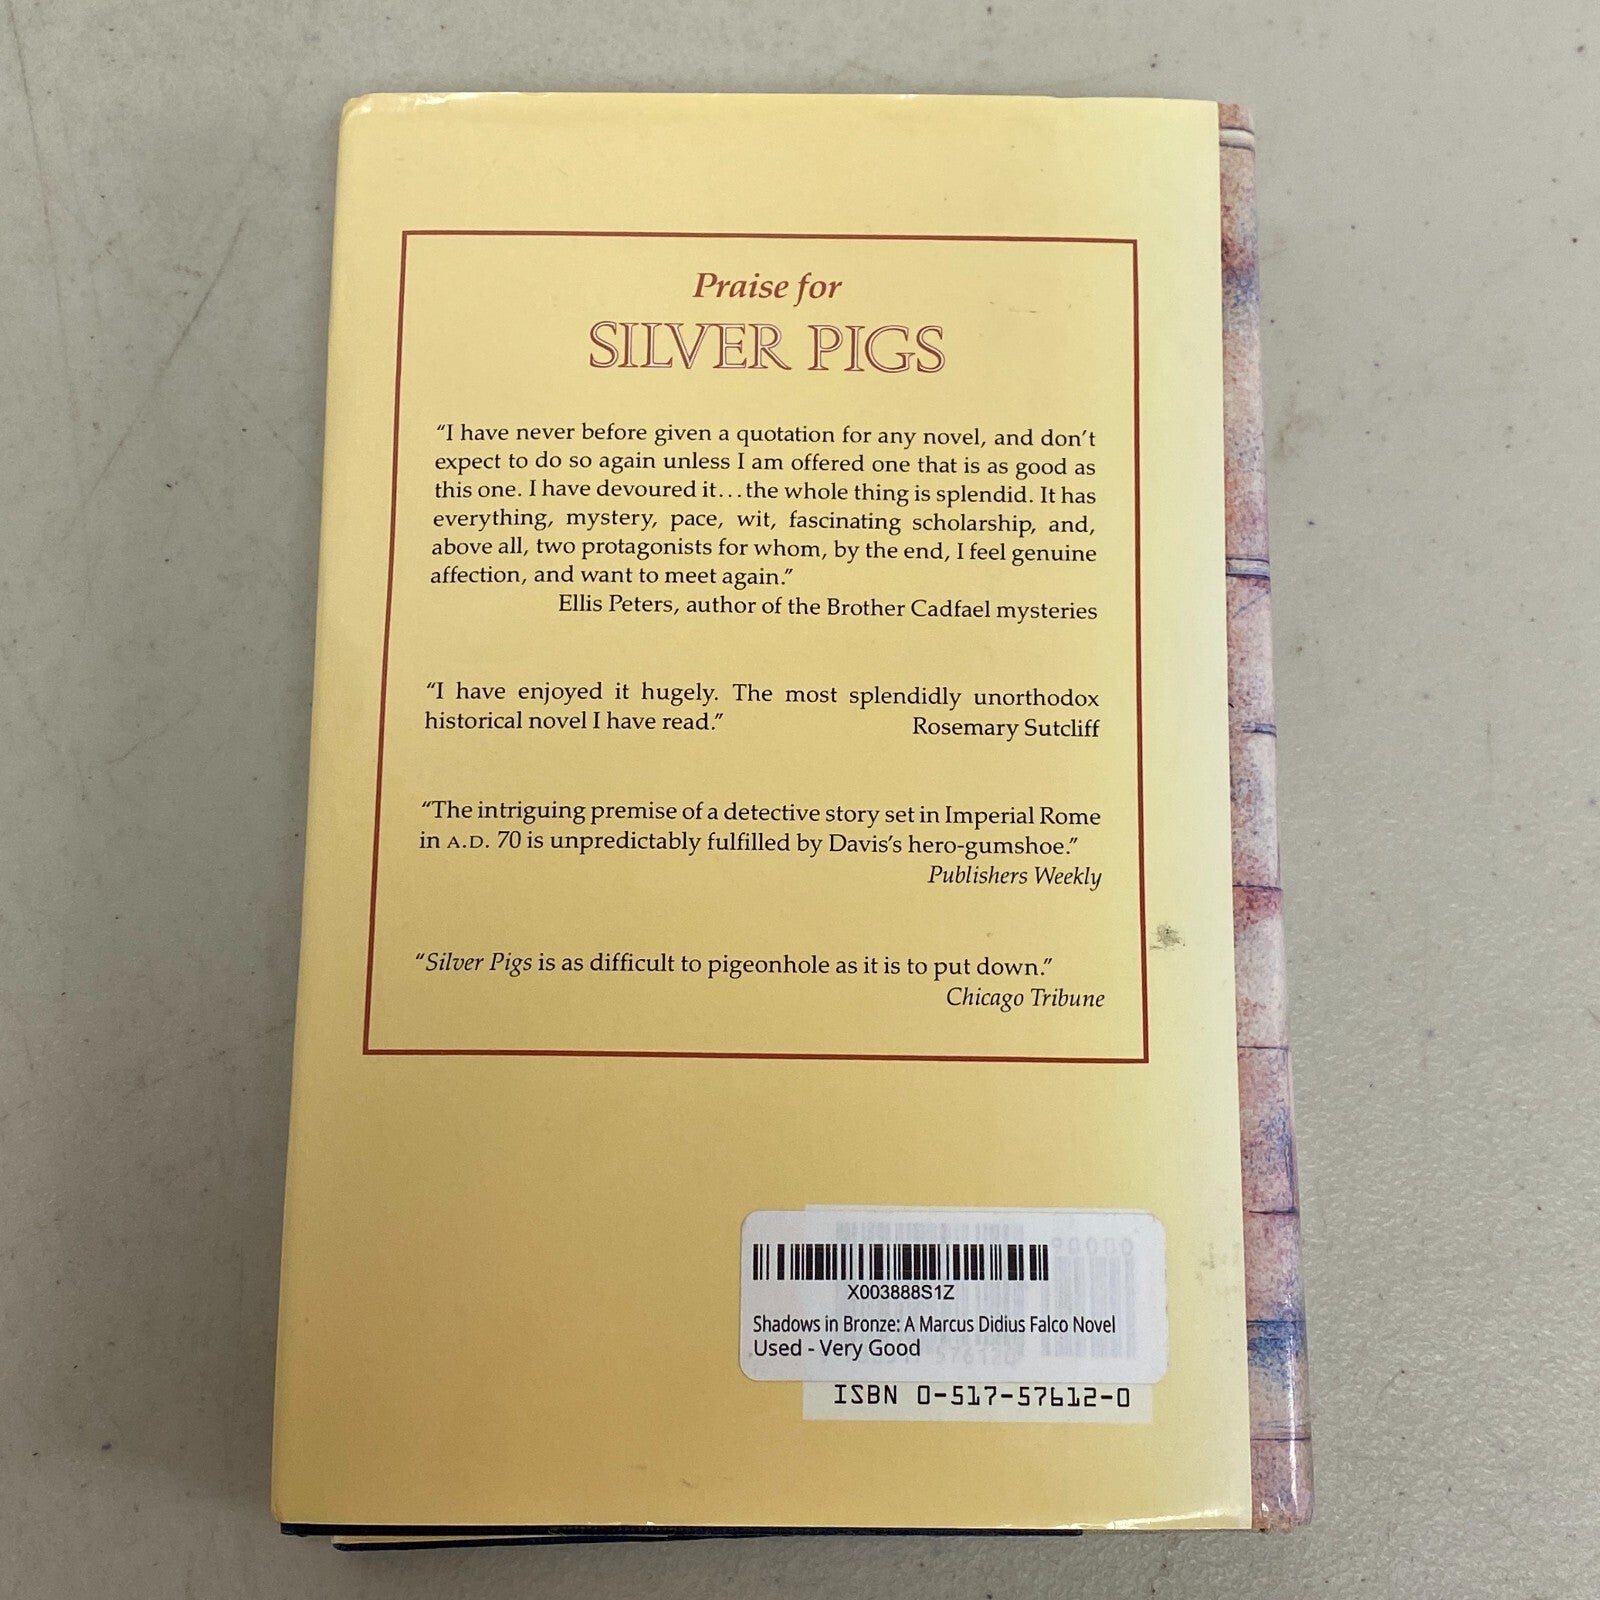 Praise for
SILVER PIGS
“I have never before given a quotation for any novel, and don’t
expect to do so again unless I am offered one that is as good as
this one. I have devoured it...the whole thing is splendid. It has
everything, mystery, pace, wit, fascinating scholarship, and,
above all, two protagonists for whom, by the end, I feel genuine
affection, and want to meet again.”
Ellis Peters, author of the Brother Cadfael mysteries
“I have enjoyed it hugely. The most splendidly unorthodox
historical novel I have read.” Rosemary Sutcliff
“The intriguing premise of a detective story set in Imperial Rome
in A.D. 70 is unpredictably fulfilled by Davis’s hero-gumshoe.”
Publishers Weekly
“Silver Pigs is as difficult to pigeonhole as it is to put down.”
Chicago Tribune
90000
X003888S1Z
Shadows in Bronze: A Marcus Didius Falco Novel
Used - Very Good
ISBN 0-517-57612-0